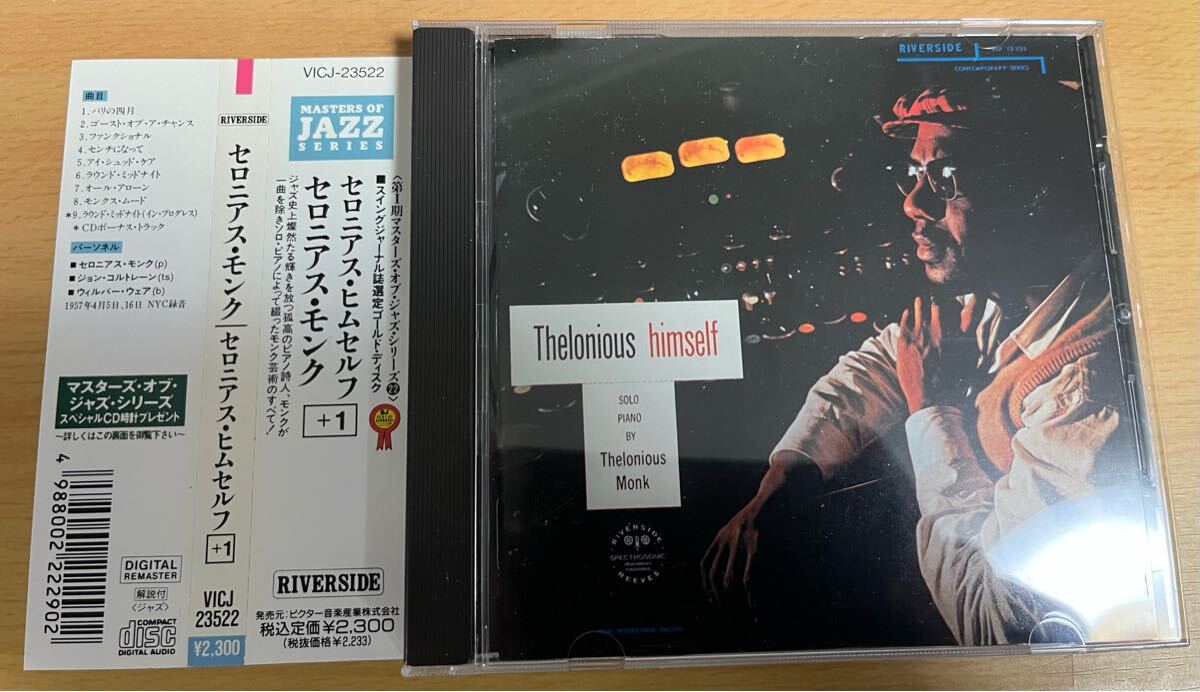 曲目
1. パリの四月
2. ゴースト・オブ・ア・チャンス
3. ファンクショナル
4. センチになって
5. アイ・シュッド・ケア
6. ラウンド・ミッドナイト
7. オール・アローン
8. モンクス・ムード
*9. ラウンド・ミッドナイト(イン・プログレス)
* CDボーナス・トラック
パーソネル
■セロニアス・モンク(p)
■ジョン・コルトレーン(ts)
■ウィルバー・ウェア(b)
1957年4月5日、16日 NYC録音
マスターズ・オブ・
ジャズ・シリーズ
スペシャルCD時計プレゼント
〜詳しくはこの裏面を御覧下さい〜
4 988002 222902
DIGITAL
REMASTER
解説付
〈ジャズ〉
COMPACT
disc
DIGITAL AUDIO
RIVERSIDE
セロニアス・モンク/セロニアス・ヒムセルフ
+1
VICJ
23522
¥2,300
VICJ-23522
MASTERS OF
JAZZ
SERIES
〈第1期マスターズ・オブ・ジャズ・シリーズ㉗〉
■スイングジャーナル誌選定ゴールド・ディスク
セロニアス・ヒムセルフ
+1
セロニアス・モンク
ジャズ史上燦然たる輝きを放つ孤高のピアノ詩人、モンクが
一曲を除きソロ・ピアノによって綴ったモンク芸術のすべて!
RIVERSIDE
発売元:ビクター音楽産業株式会社
税込定価¥2,300
(税抜価格¥2,233)
RIVERSIDE
RLP 12-235
CONTEMPORARY SERIES
Thelonious himself
SOLO
PIANO
BY
Thelonious
Monk
RIVERSIDE
SPECTROSONIC
REEVES